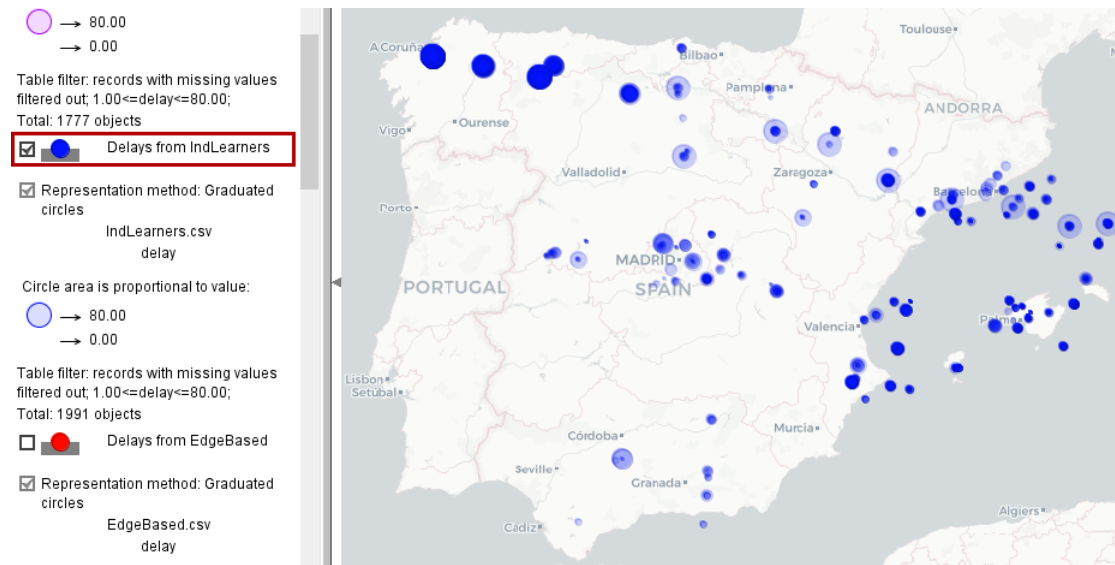 80.00
0.00
Table filter: records with missing values
filtered out; 1.00<=delay<=80.00;
Total: 1777 objects
Delays from IndLearners
Representation method: Graduated
circles
IndLearners.csv
delay
Circle area is proportional to value:
80.00
0.00
Table filter: records with missing values
filtered out; 1.00<=delay<=80.00;
Total: 1991 objects
Delays from EdgeBased
Representation method: Graduated
circles
EdgeBased.csv
delay
Toulouse
A Coruña
Bilbao
Pamplona
ANDORRA
Vigo
Ourense
Valladolid
Zaragoza
Barcelona
Porto
MADRID
PORTUGAL
SPAIN
Palma
Valencia
Lisbon
Setúbal
Murcia
Córdoba
Seville
Granada
Cádiz
Algiers